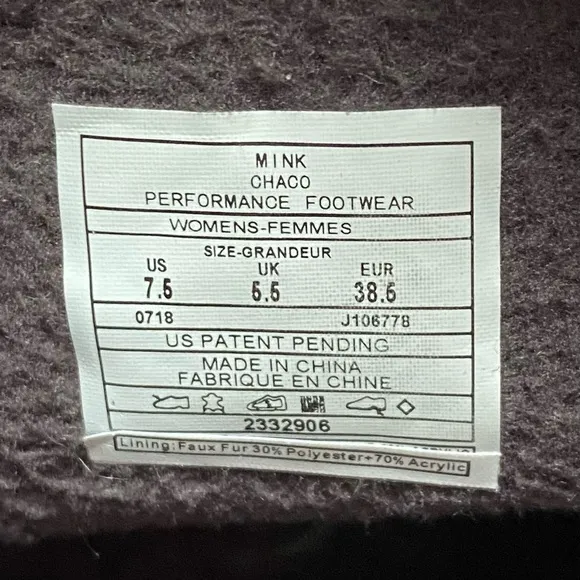 MINK
CHACO
PERFORMANCE FOOTWEAR
WOMENS-FEMMES
SIZE-GRANDEUR
US UK EUR
7.5 5.5 38.5
0718 J106778
US PATENT PENDING
MADE IN CHINA
FABRIQUE EN CHINE
2332906
Lining: Faux Fur 30% Polyester+70% Acrylic